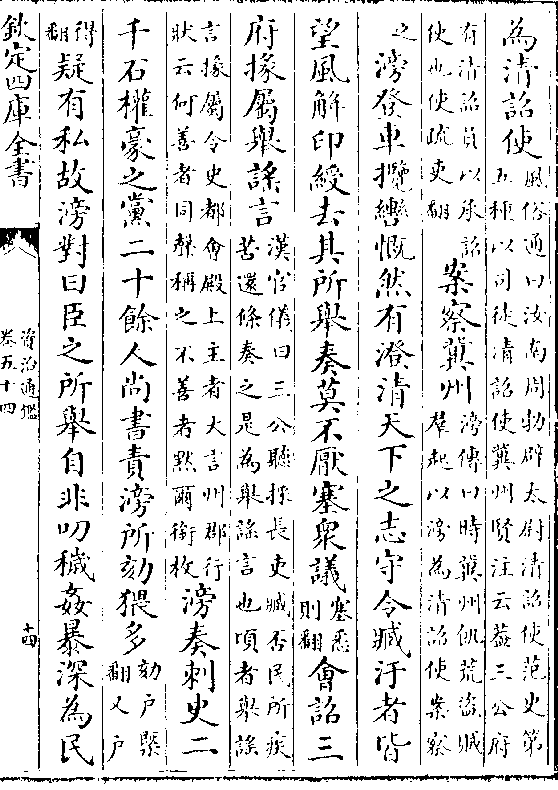 為清詔使風俗通曰汝南周勃辟太尉清詔使范史第五種以司徒清詔使冀州賢注云蓋三公府
有清詔員以承詔使也使疏吏翻案察冀州滂傳曰時冀州飢荒盜賊羣起以滂為清詔使案察
之滂登車攬轡慨然有澄清天下之志守令臧汙者皆
望風解印綬去其所舉奏莫不厭塞衆議塞悉則翻會詔三
府掾屬舉謡言漢官儀曰三公聽採長吏臧否民所疾苦還條奏之是為舉謡言也頃者舉謡
言掾屬令史都會殿上主者大言州郡行狀云何善者同聲稱之不善者黙爾銜枚滂奏刺史二
千石權豪之黨二十餘人尚書責滂所劾猥多劾戶槩翻又戶
得翻疑有私故滂對曰臣之所舉自非叨穢姦暴深為民
欽定四庫全書
資治通鑑
卷五十四
十四